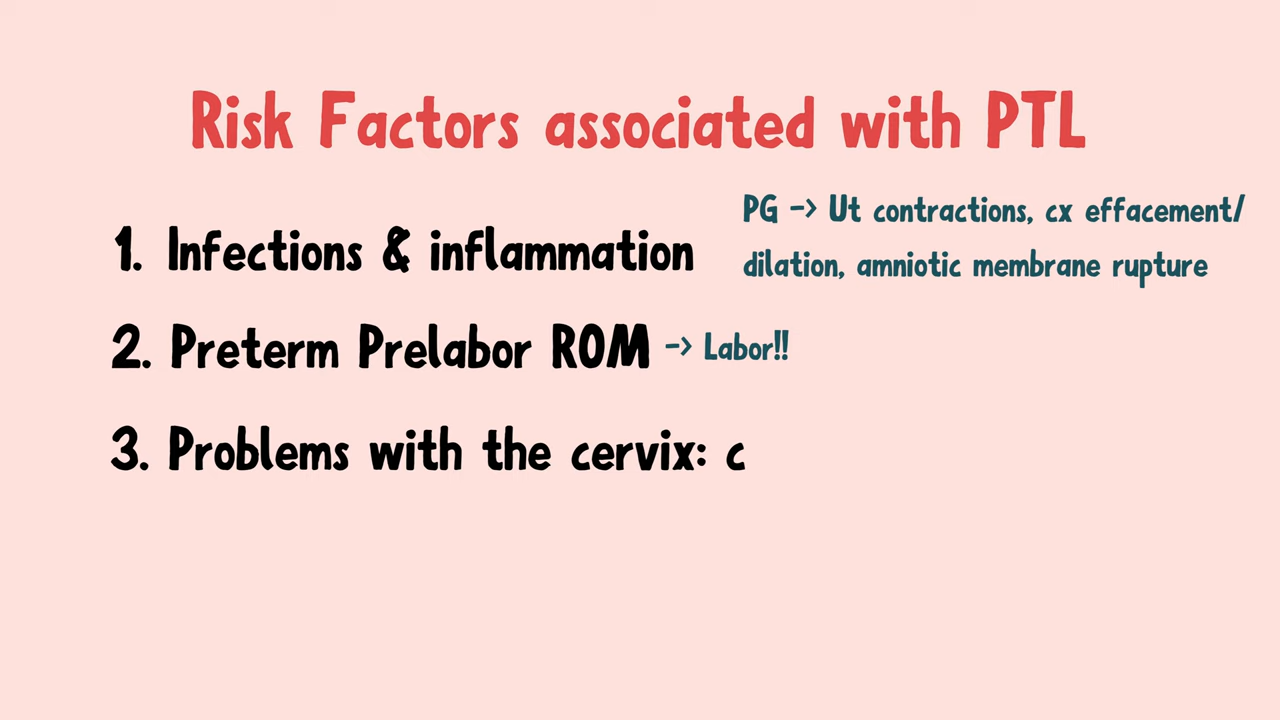 Risk Factors associated with PTL
1. Infections & inflammation
PG -> Ut contractions, cx effacement/
dilation, amniotic membrane rupture
2. Preterm Prelabor ROM -> Labor!!
3. Problems with the cervix: c